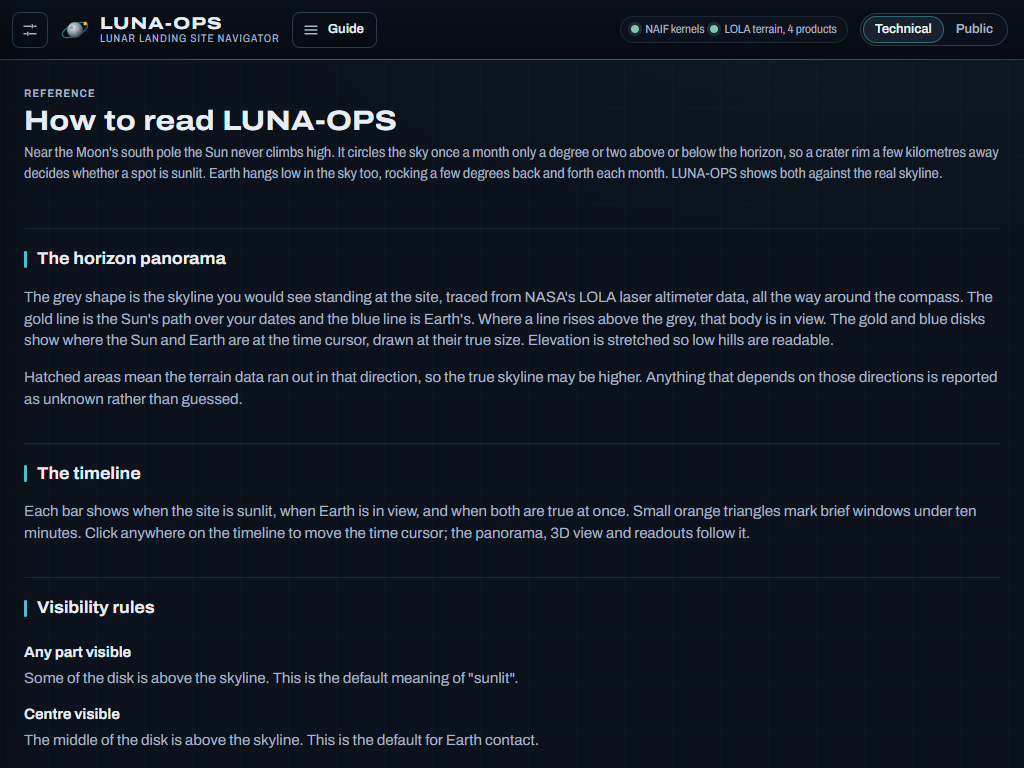 LUNA-OPS
LUNAR LANDING SITE NAVIGATOR
Guide
NAIF kernels
LOLA terrain, 4 products
Technical
Public
REFERENCE
How to read LUNA-OPS
Near the Moon's south pole the Sun never climbs high. It circles the sky once a month only a degree or two above or below the horizon, so a crater rim a few kilometres away
decides whether a spot is sunlit. Earth hangs low in the sky too, rocking a few degrees back and forth each month. LUNA-OPS shows both against the real skyline.
The horizon panorama
The grey shape is the skyline you would see standing at the site, traced from NASA's LOLA laser altimeter data, all the way around the compass. The
gold line is the Sun's path over your dates and the blue line is Earth's. Where a line rises above the grey, that body is in view. The gold and blue disks
show where the Sun and Earth are at the time cursor, drawn at their true size. Elevation is stretched so low hills are readable.
Hatched areas mean the terrain data ran out in that direction, so the true skyline may be higher. Anything that depends on those directions is reported
as unknown rather than guessed.
The timeline
Each bar shows when the site is sunlit, when Earth is in view, and when both are true at once. Small orange triangles mark brief windows under ten
minutes. Click anywhere on the timeline to move the time cursor; the panorama, 3D view and readouts follow it.
Visibility rules
Any part visible
Some of the disk is above the skyline. This is the default meaning of "sunlit".
Centre visible
The middle of the disk is above the skyline. This is the default for Earth contact.